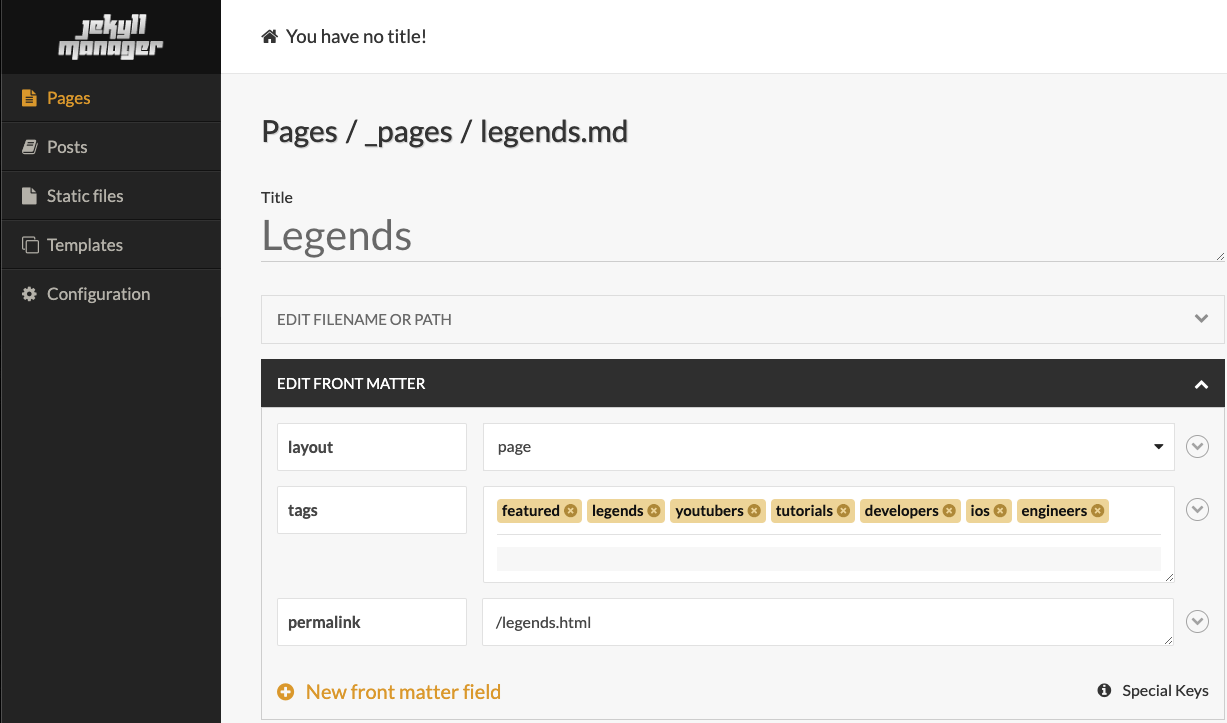 jekyll
manager
You have no title!
Pages
Posts
Static files
Templates
Configuration
Pages / _pages / legends.md
Title
Legends
EDIT FILENAME OR PATH
EDIT FRONT MATTER
layout page
tags featured legends youtubers tutorials developers ios engineers
permalink /legends.html
New front matter field Special Keys